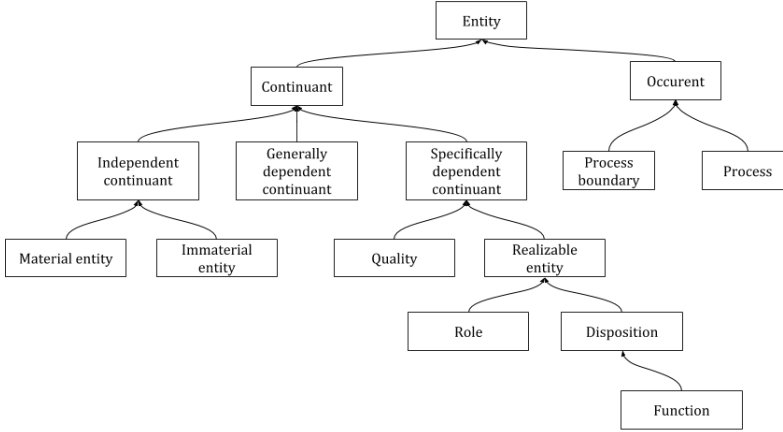 Entity
Continuant
Occurent
Independent
continuant
Generally
dependent
continuant
Specifically
dependent
continuant
Process
boundary
Process
Material entity
Immaterial
entity
Quality
Realizable
entity
Role
Disposition
Function